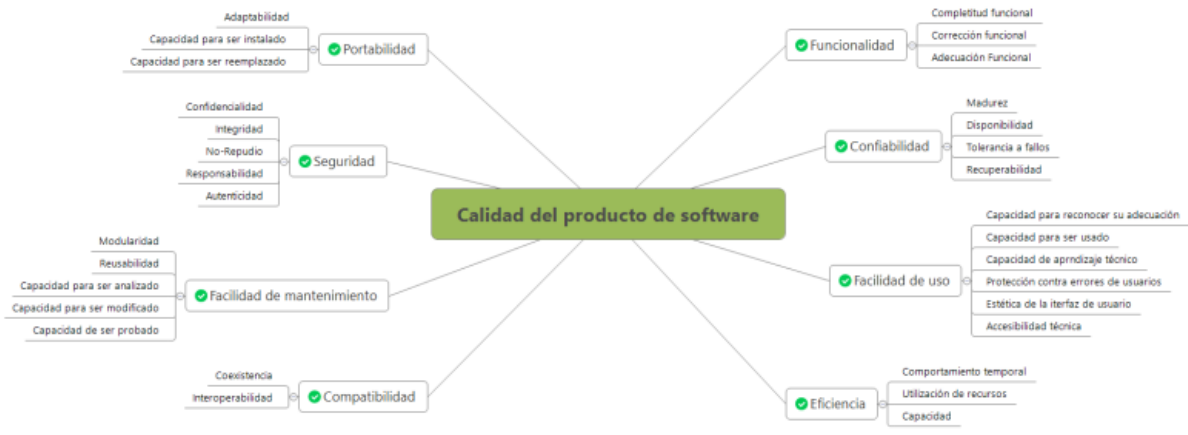 Calidad del producto de software
Portabilidad
Adaptabilidad
Capacidad para ser instalado
Capacidad para ser reemplazado
Seguridad
Confidencialidad
Integridad
No-Repudio
Responsabilidad
Autenticidad
Facilidad de mantenimiento
Modularidad
Reusabilidad
Capacidad para ser analizado
Capacidad para ser modificado
Capacidad de ser probado
Compatibilidad
Coexistencia
Interoperabilidad
Funcionalidad
Completitud funcional
Corrección funcional
Adecuación Funcional
Confiabilidad
Madurez
Disponibilidad
Tolerancia a fallos
Recuperabilidad
Facilidad de uso
Capacidad para reconocer su adecuación
Capacidad para ser usado
Capacidad de aprndizaje técnico
Protección contra errores de usuarios
Estética de la iterfaz de usuario
Accesibilidad técnica
Eficiencia
Comportamiento temporal
Utilización de recursos
Capacidad